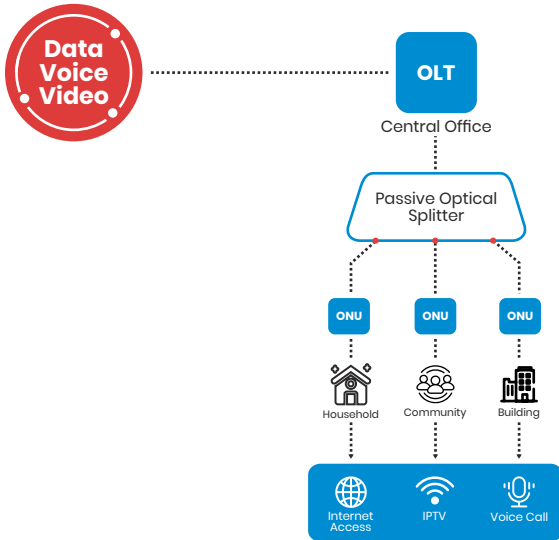 Data
Voice
Video
OLT
Central Office
Passive Optical
Splitter
ONU
ONU
ONU
Household
Community
Building
Internet
Access
IPTV
Voice Call